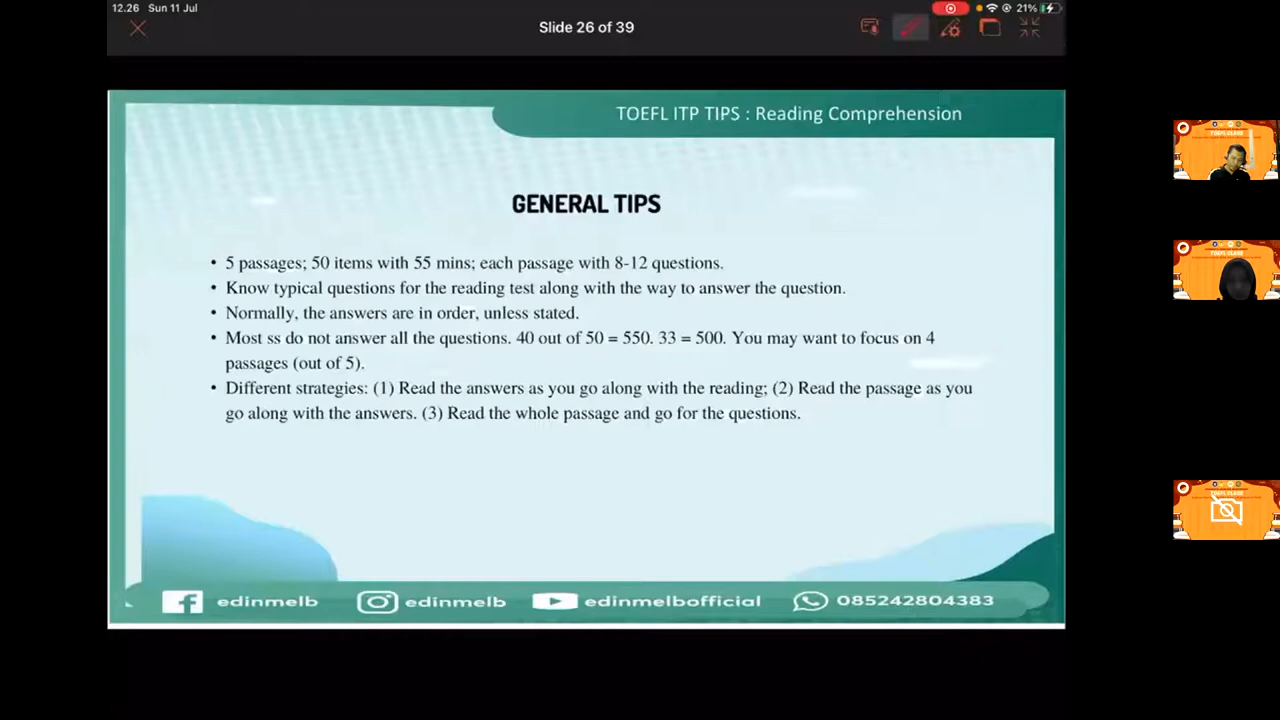 12.26 Sun 11 Jul
21%
Slide 26 of 39
TOEFL ITP TIPS : Reading Comprehension
GENERAL TIPS
• 5 passages; 50 items with 55 mins; each passage with 8-12 questions.
• Know typical questions for the reading test along with the way to answer the question.
• Normally, the answers are in order, unless stated.
• Most ss do not answer all the questions. 40 out of 50 = 550. 33 = 500. You may want to focus on 4
passages (out of 5).
• Different strategies: (1) Read the answers as you go along with the reading; (2) Read the passage as you
go along with the answers. (3) Read the whole passage and go for the questions.
edinmelb edinmelb edinmelbofficial 085242804383
TOEFL CLASS
TOEFL CLASS
TOEFL CLASS